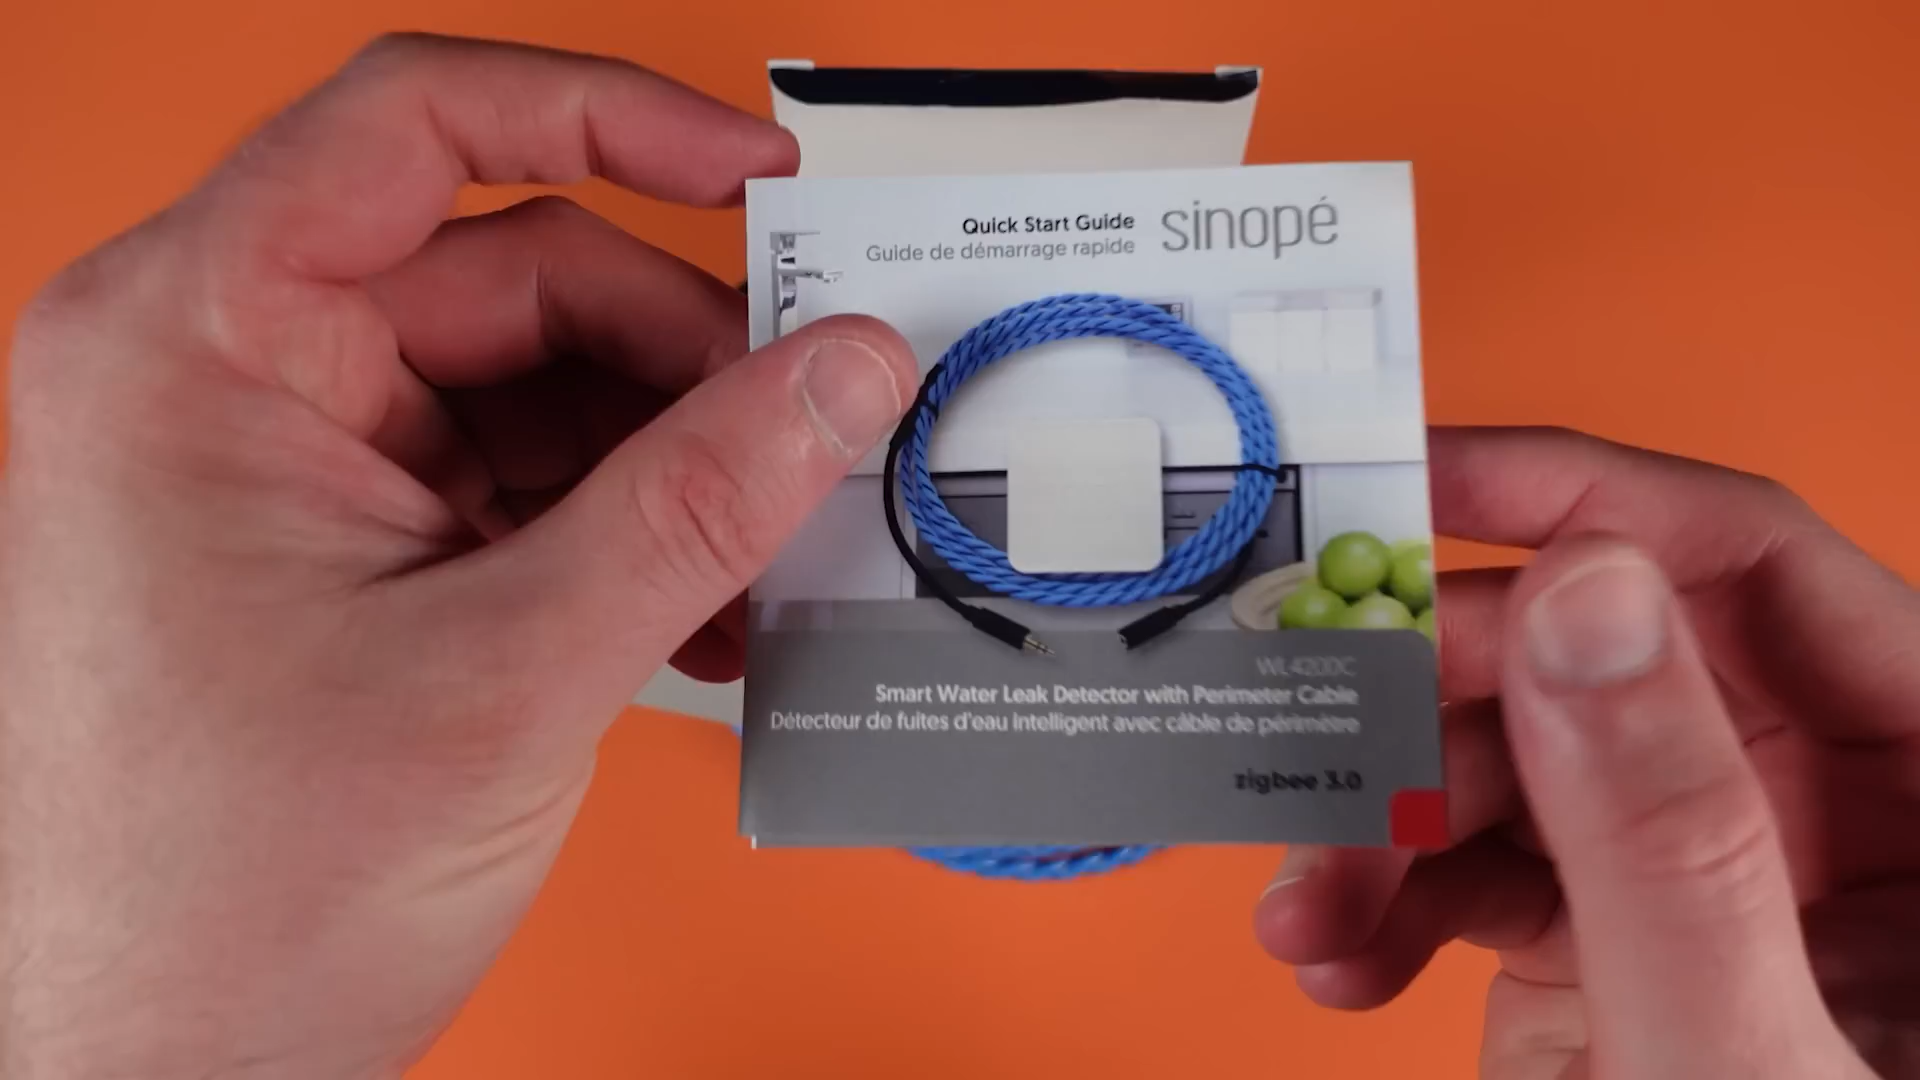 Quick Start Guide
Guide de démarrage rapide
sinopé
WL4200C
Smart Water Leak Detector with Perimeter Cable
Détecteur de fuites d'eau intelligent avec câble de périmètre
zigbee 3.0